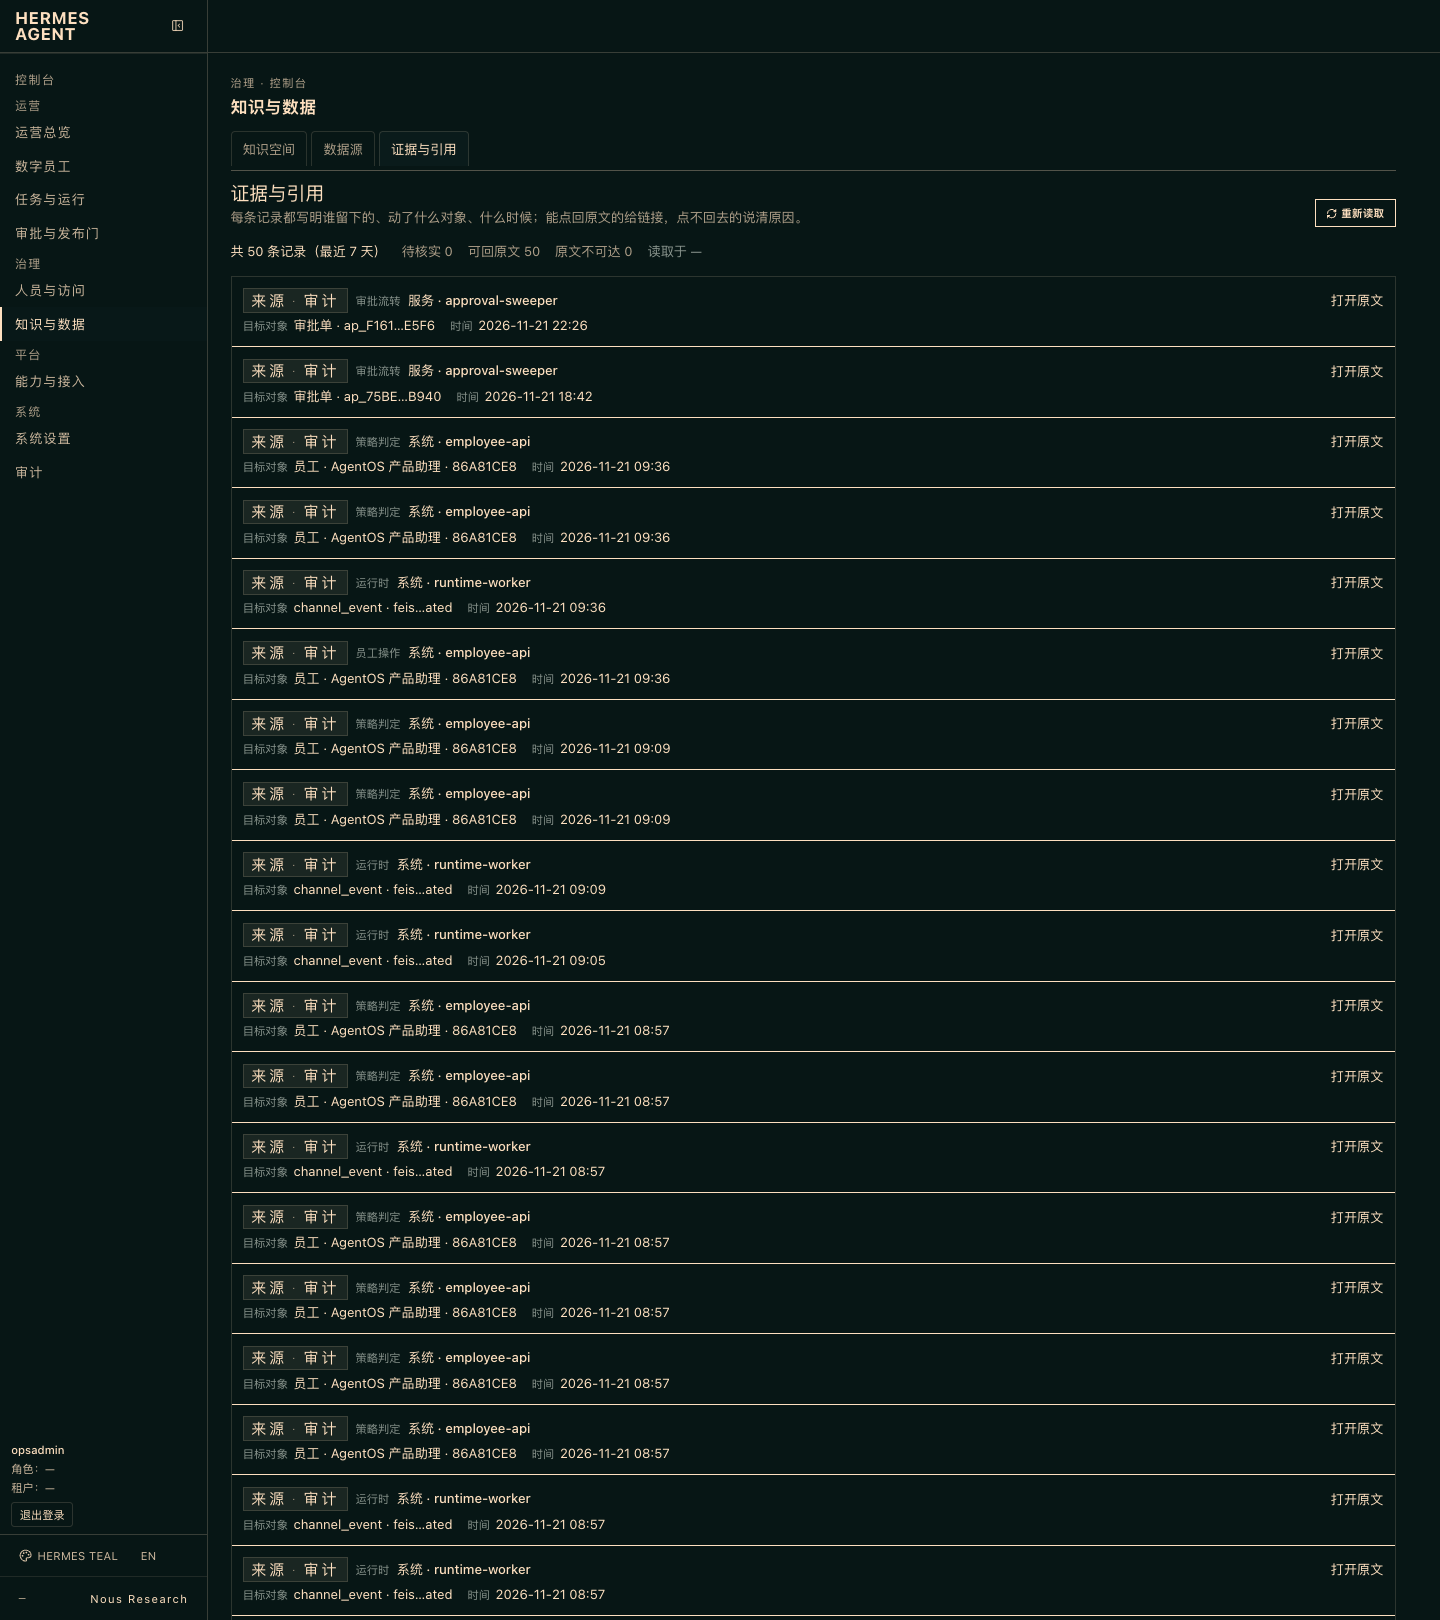 HERMES
AGENT
控制台
运营
运营总览
数字员工
任务与运行
审批与发布门
治理
人员与访问
知识与数据
平台
能力与接入
系统
系统设置
审计
opsadmin
角色：—
租户：—
退出登录
HERMES TEAL EN
— Nous Research
治理 · 控制台
知识与数据
知识空间 数据源 证据与引用
证据与引用
每条记录都写明谁留下的、动了什么对象、什么时候；能点回原文的给链接，点不回去的说清原因。
重新读取
共 50 条记录（最近 7 天） 待核实 0 可回原文 50 原文不可达 0 读取于 —
来源 · 审计 审批流转 服务 · approval-sweeper 打开原文
目标对象 审批单 · ap_F161…E5F6 时间 2026-11-21 22:26
来源 · 审计 审批流转 服务 · approval-sweeper 打开原文
目标对象 审批单 · ap_75BE…B940 时间 2026-11-21 18:42
来源 · 审计 策略判定 系统 · employee-api 打开原文
目标对象 员工 · AgentOS 产品助理 · 86A81CE8 时间 2026-11-21 09:36
来源 · 审计 策略判定 系统 · employee-api 打开原文
目标对象 员工 · AgentOS 产品助理 · 86A81CE8 时间 2026-11-21 09:36
来源 · 审计 运行时 系统 · runtime-worker 打开原文
目标对象 channel_event · feis…ated 时间 2026-11-21 09:36
来源 · 审计 员工操作 系统 · employee-api 打开原文
目标对象 员工 · AgentOS 产品助理 · 86A81CE8 时间 2026-11-21 09:36
来源 · 审计 策略判定 系统 · employee-api 打开原文
目标对象 员工 · AgentOS 产品助理 · 86A81CE8 时间 2026-11-21 09:09
来源 · 审计 策略判定 系统 · employee-api 打开原文
目标对象 员工 · AgentOS 产品助理 · 86A81CE8 时间 2026-11-21 09:09
来源 · 审计 运行时 系统 · runtime-worker 打开原文
目标对象 channel_event · feis…ated 时间 2026-11-21 09:09
来源 · 审计 运行时 系统 · runtime-worker 打开原文
目标对象 channel_event · feis…ated 时间 2026-11-21 09:05
来源 · 审计 策略判定 系统 · employee-api 打开原文
目标对象 员工 · AgentOS 产品助理 · 86A81CE8 时间 2026-11-21 08:57
来源 · 审计 策略判定 系统 · employee-api 打开原文
目标对象 员工 · AgentOS 产品助理 · 86A81CE8 时间 2026-11-21 08:57
来源 · 审计 运行时 系统 · runtime-worker 打开原文
目标对象 channel_event · feis…ated 时间 2026-11-21 08:57
来源 · 审计 策略判定 系统 · employee-api 打开原文
目标对象 员工 · AgentOS 产品助理 · 86A81CE8 时间 2026-11-21 08:57
来源 · 审计 策略判定 系统 · employee-api 打开原文
目标对象 员工 · AgentOS 产品助理 · 86A81CE8 时间 2026-11-21 08:57
来源 · 审计 策略判定 系统 · employee-api 打开原文
目标对象 员工 · AgentOS 产品助理 · 86A81CE8 时间 2026-11-21 08:57
来源 · 审计 策略判定 系统 · employee-api 打开原文
目标对象 员工 · AgentOS 产品助理 · 86A81CE8 时间 2026-11-21 08:57
来源 · 审计 运行时 系统 · runtime-worker 打开原文
目标对象 channel_event · feis…ated 时间 2026-11-21 08:57
来源 · 审计 运行时 系统 · runtime-worker 打开原文
目标对象 channel_event · feis…ated 时间 2026-11-21 08:57